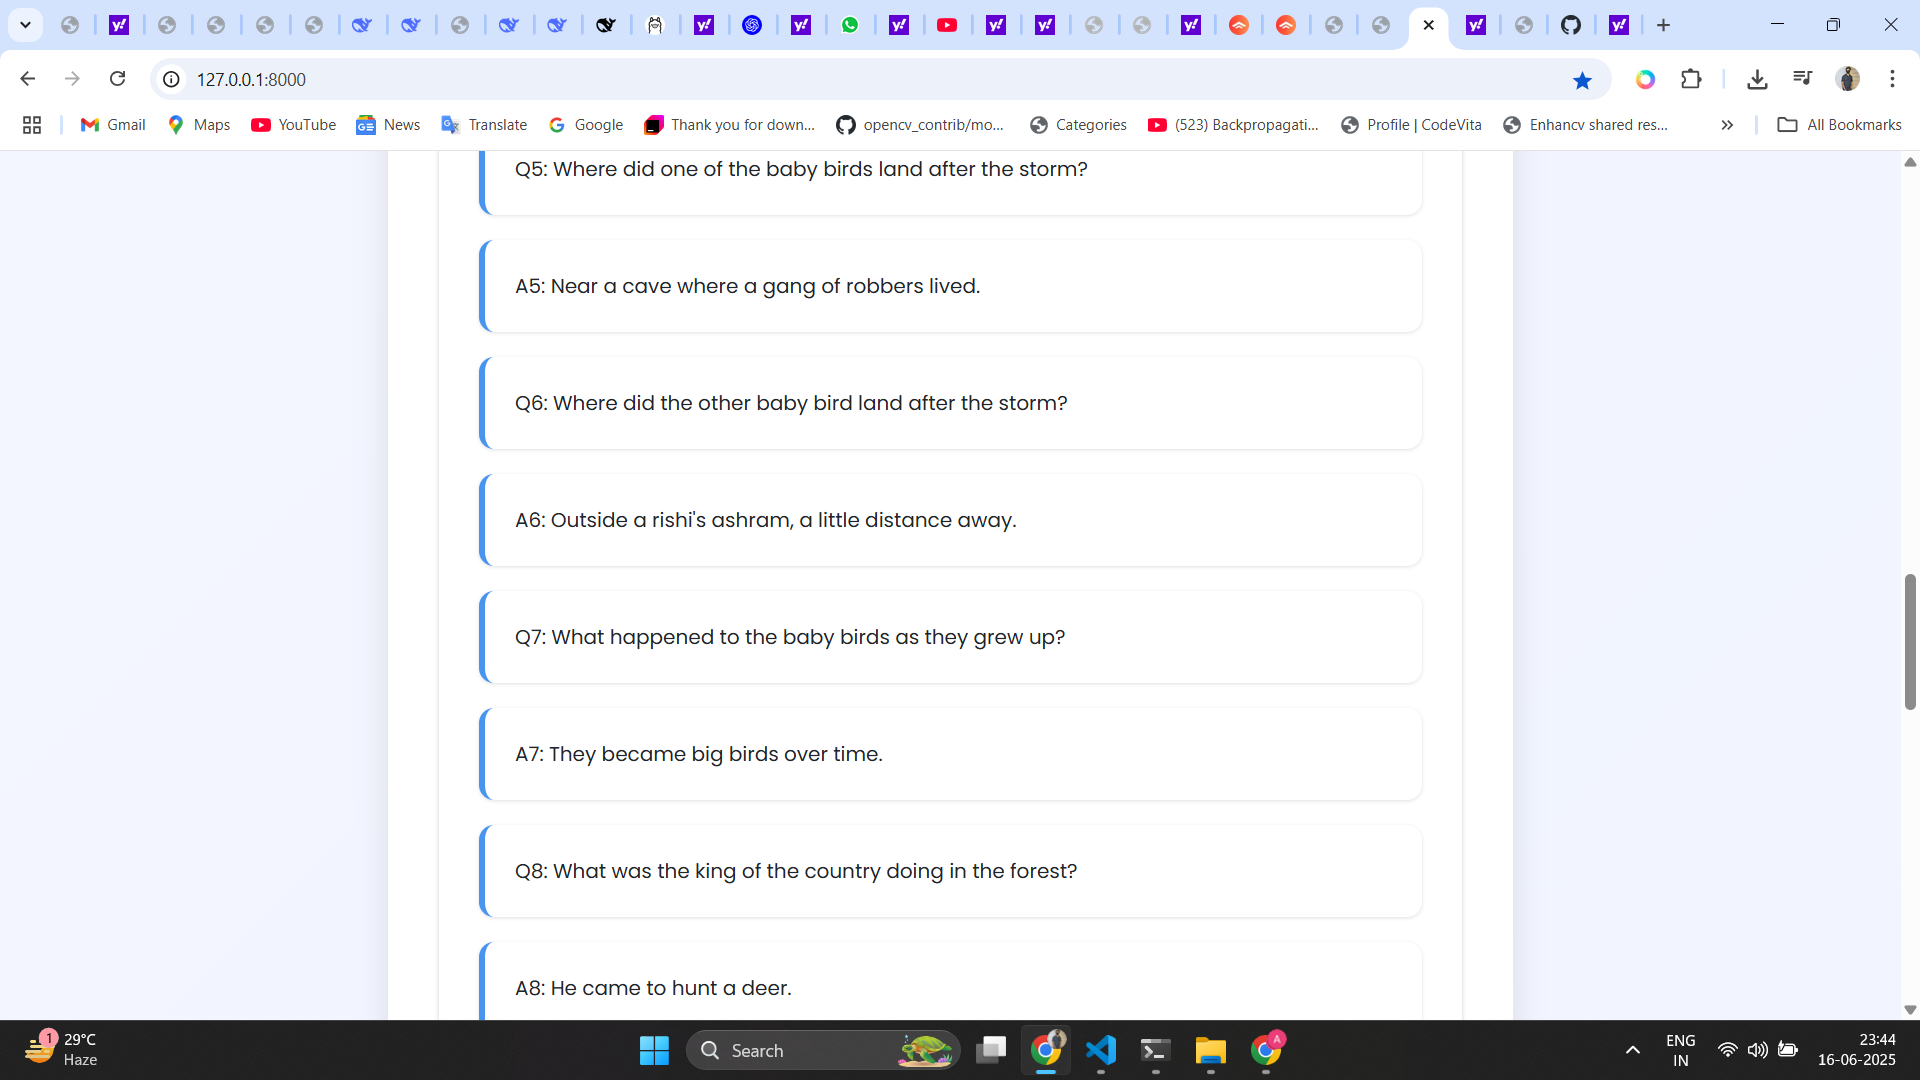 127.0.0.1:8000
Gmail
Maps
YouTube
News
Translate
Google
Thank you for down...
opencv_contrib/mo...
Categories
(523) Backpropagati...
Profile | CodeVita
Enhancv shared res...
All Bookmarks
Q5: Where did one of the baby birds land after the storm?
A5: Near a cave where a gang of robbers lived.
Q6: Where did the other baby bird land after the storm?
A6: Outside a rishi's ashram, a little distance away.
Q7: What happened to the baby birds as they grew up?
A7: They became big birds over time.
Q8: What was the king of the country doing in the forest?
A8: He came to hunt a deer.
1
29°C
Haze
Search
A
ENG
IN
23:44
16-06-2025